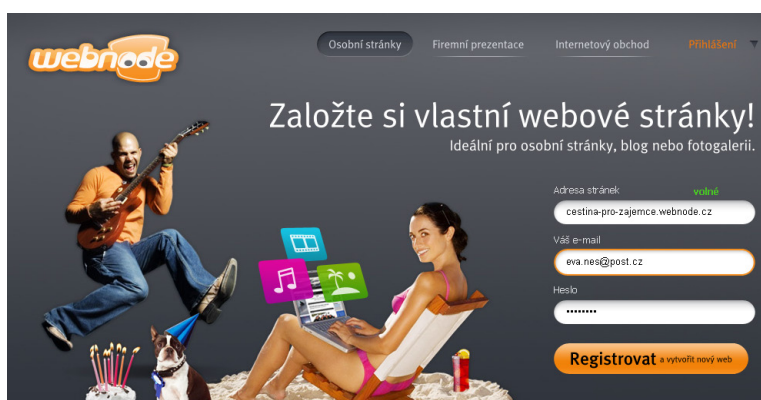 webnode
Osobní stránky
Firemní prezentace
Internetový obchod
Přihlášení
Založte si vlastní webové stránky!
Ideální pro osobní stránky, blog nebo fotogalerii.
Adresa stránek volné
cestina-pro-zajemce.webnode.cz
Váš e-mail
eva.nes@post.cz
Heslo
••••••••
Registrovat a vytvořit nový web